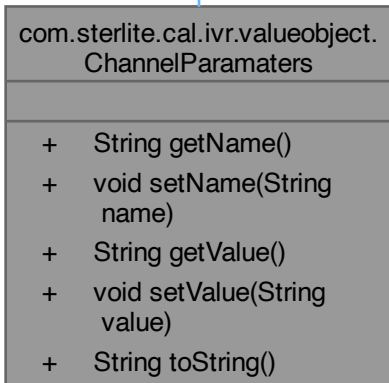 com.sterlite.cal.ivr.valueobject.
ChannelParamaters
+ String getName()
+ void setName(String
name)
+ String getValue()
+ void setValue(String
value)
+ String toString()